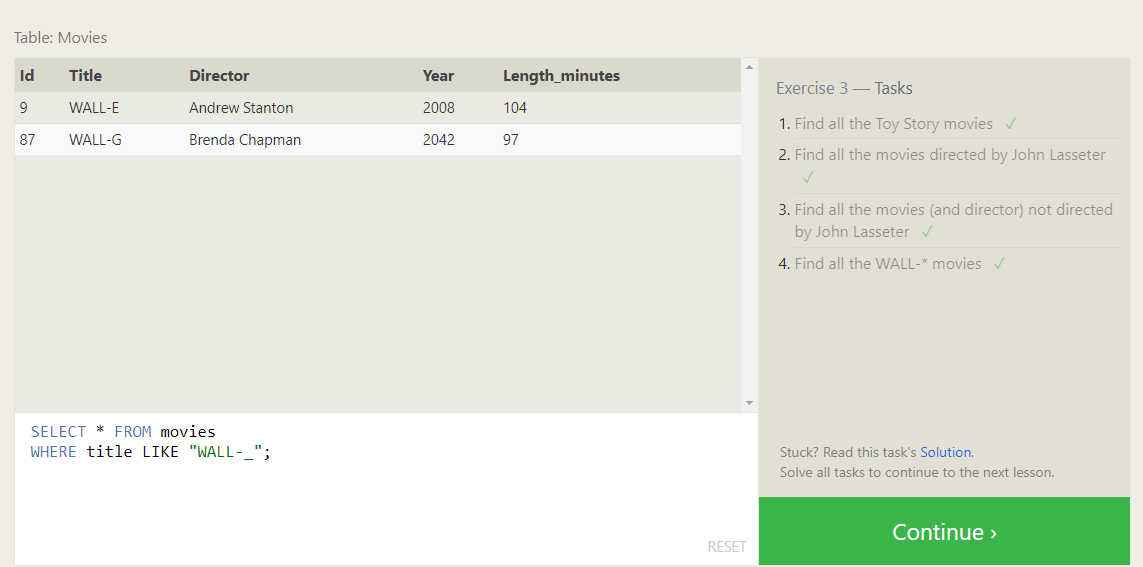 Table: Movies
Id Title Director Year Length_minutes
9 WALL-E Andrew Stanton 2008 104
87 WALL-G Brenda Chapman 2042 97
SELECT * FROM movies
WHERE title LIKE "WALL-_";
RESET
Exercise 3 — Tasks
1. Find all the Toy Story movies ✓
2. Find all the movies directed by John Lasseter
✓
3. Find all the movies (and director) not directed
by John Lasseter ✓
4. Find all the WALL-* movies ✓
Stuck? Read this task's Solution.
Solve all tasks to continue to the next lesson.
Continue ›